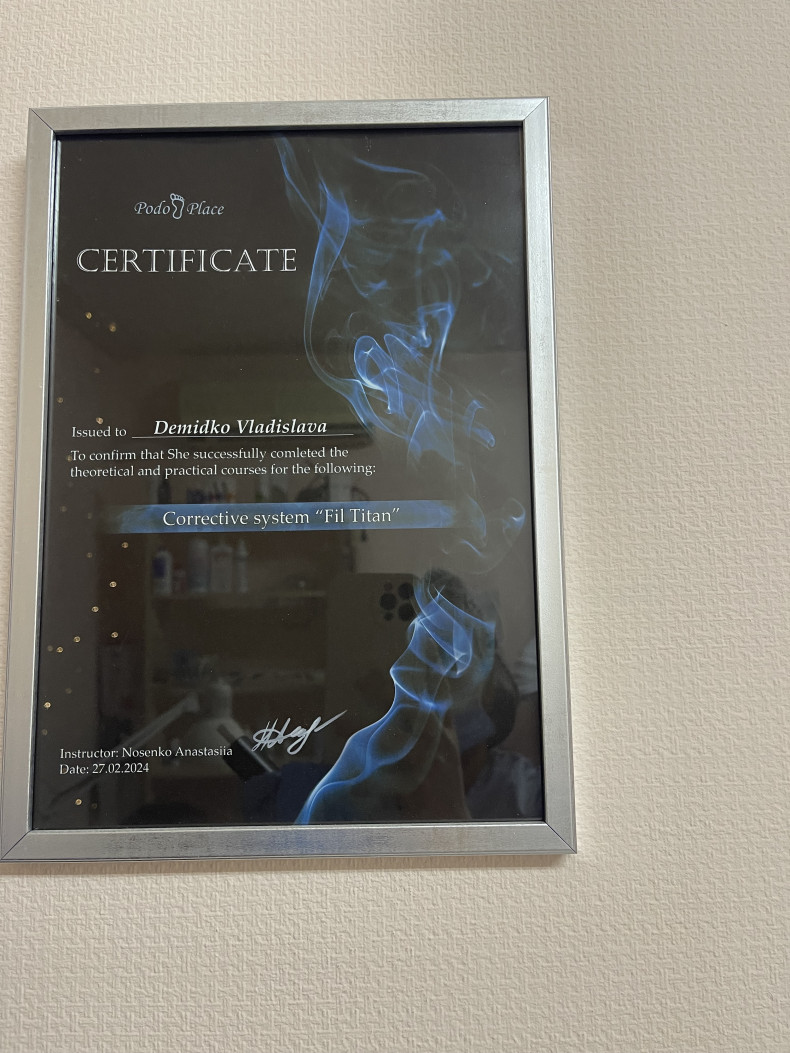 Podo Place
CERTIFICATE
Issued to Demidko Vladislava
To confirm that She successfully comleted the
theoretical and practical courses for the following:
Corrective system “Fil Titan”
Instructor: Nosenko Anastasiia
Date: 27.02.2024